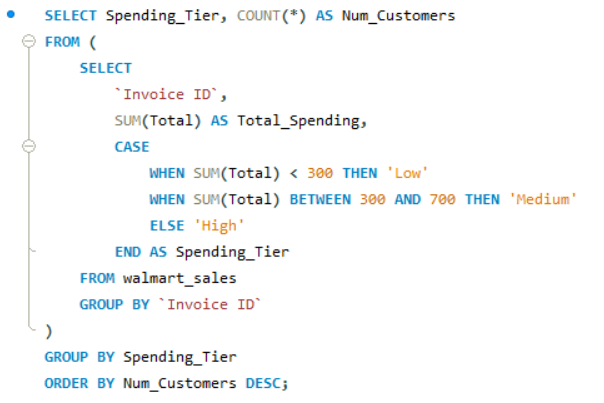 SELECT Spending_Tier, COUNT(*) AS Num_Customers
FROM (
    SELECT
        `Invoice ID`,
        SUM(Total) AS Total_Spending,
        CASE
            WHEN SUM(Total) < 300 THEN 'Low'
            WHEN SUM(Total) BETWEEN 300 AND 700 THEN 'Medium'
            ELSE 'High'
        END AS Spending_Tier
    FROM walmart_sales
    GROUP BY `Invoice ID`
)
GROUP BY Spending_Tier
ORDER BY Num_Customers DESC;